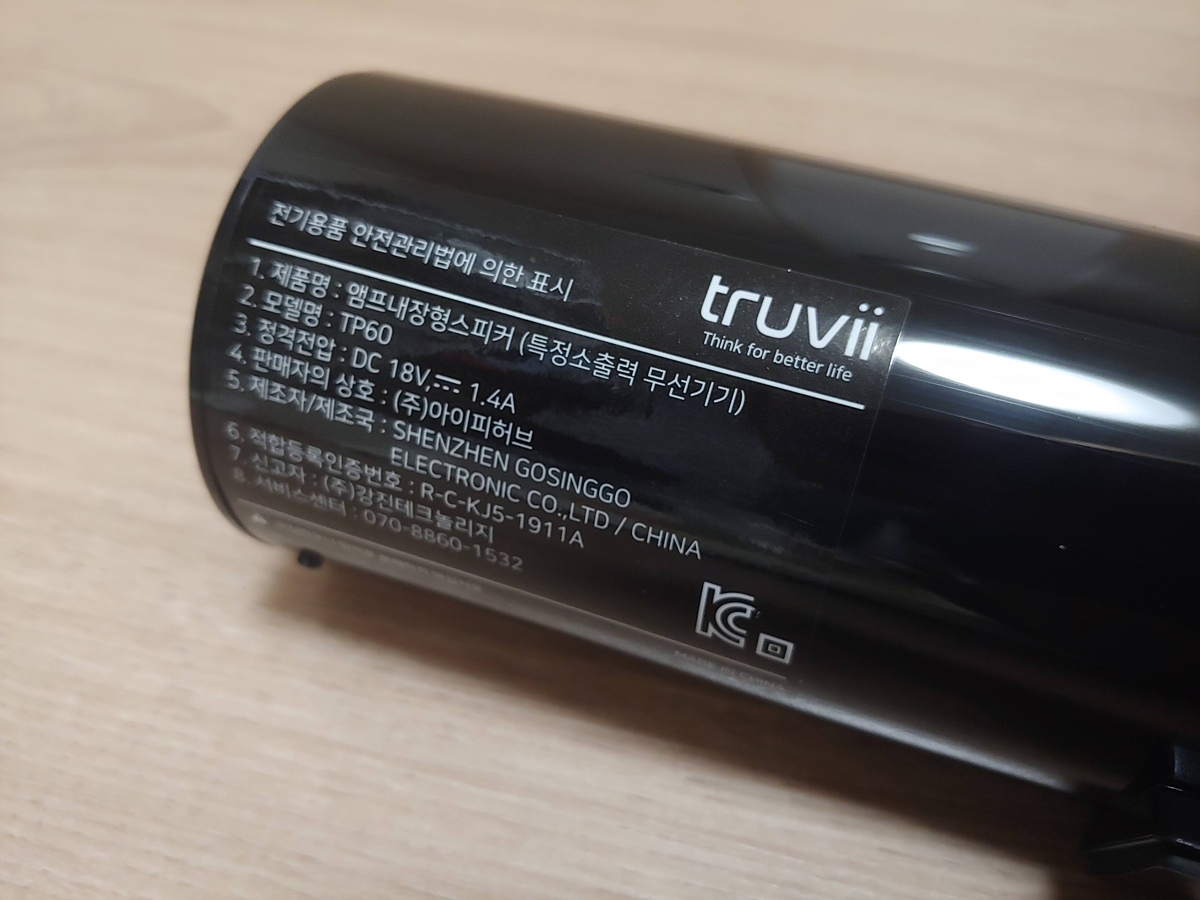 전기용품 안전관리법에 의한 표시
truvii
Think for better life
1. 제품명 : 앰프내장형스피커 (특정소출력 무선기기)
2. 모델명 : TP60
3. 정격전압 : DC 18V, 1.4A
4. 판매자의 상호 : (주)아이피허브
5. 제조자/제조국 : SHENZHEN GOSINGGO
ELECTRONIC CO.,LTD / CHINA
6. 적합등록인증번호 : R-C-KJ5-1911A
7. 신고자 : (주)강진테크놀리지
8. 서비스센터 : 070-8860-1532
KC
MADE IN CHINA